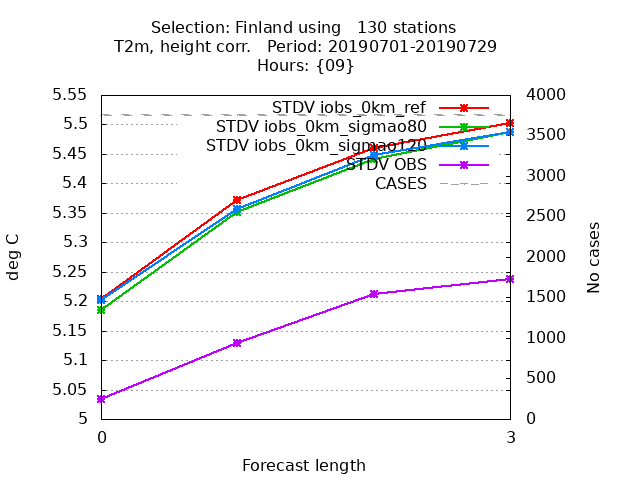 Selection: Finland using   130 stations
T2m, height corr.   Period: 20190701-20190729
Hours: {09}
5.55
5.5
5.45
5.4
5.35
5.3
5.25
5.2
5.15
5.1
5.05
5
deg C
STDV iobs_0km_ref
STDV iobs_0km_sigmao80
STDV iobs_0km_sigmao120
STDV OBS
CASES
4000
3500
3000
2500
2000
1500
1000
500
0
No cases
0 3
Forecast length